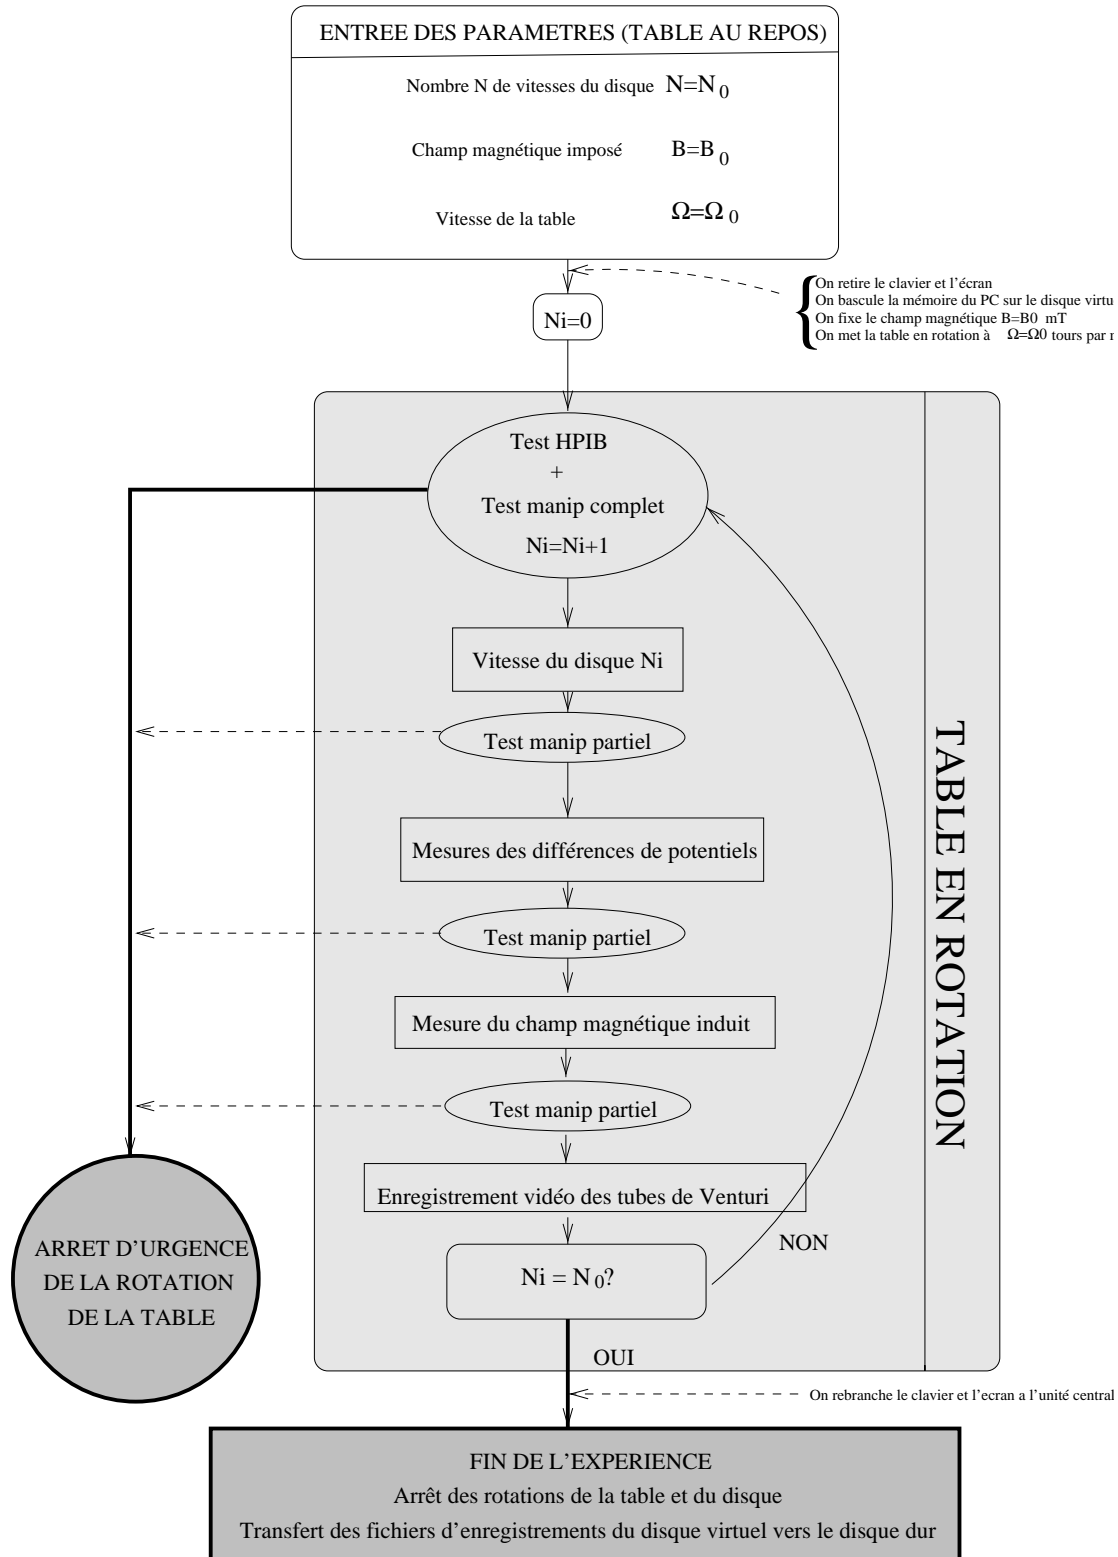 ENTREE DES PARAMETRES (TABLE AU REPOS)
Nombre N de vitesses du disque N=N0
Champ magnétique imposé B=B0
Vitesse de la table Ω=Ω0
On retire le clavier et l'écran
On bascule la mémoire du PC sur le disque virtu
On fixe le champ magnétique B=B0 mT
On met la table en rotation à Ω=Ω0 tours par
Ni=0
Test HPIB
+
Test manip complet
Ni=Ni+1
Vitesse du disque Ni
Test manip partiel
Mesures des différences de potentiels
Test manip partiel
Mesure du champ magnétique induit
Test manip partiel
Enregistrement vidéo des tubes de Venturi
NON
Ni = N0?
OUI
TABLE EN ROTATION
ARRET D'URGENCE
DE LA ROTATION
DE LA TABLE
On rebranche le clavier et l'ecran a l'unité central
FIN DE L'EXPERIENCE
Arrêt des rotations de la table et du disque
Transfert des fichiers d'enregistrements du disque virtuel vers le disque dur